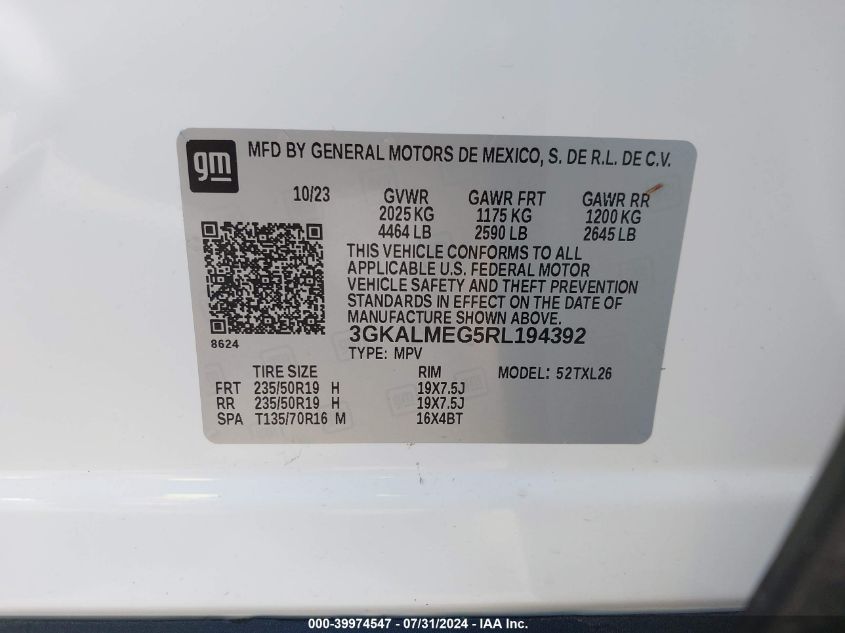 gm
MFD BY GENERAL MOTORS DE MEXICO, S. DE R.L. DE C.V.
10/23 GVWR GAWR FRT GAWR RR
2025 KG 1175 KG 1200 KG
4464 LB 2590 LB 2645 LB
THIS VEHICLE CONFORMS TO ALL
APPLICABLE U.S. FEDERAL MOTOR
VEHICLE SAFETY AND THEFT PREVENTION
STANDARDS IN EFFECT ON THE DATE OF
MANUFACTURE SHOWN ABOVE.
8624
3GKALMEG5RL194392
TYPE: MPV
TIRE SIZE RIM MODEL: 52TXL26
FRT 235/50R19 H 19X7.5J
RR 235/50R19 H 19X7.5J
SPA T135/70R16 M 16X4BT
000-39974547 - 07/31/2024 - IAA Inc.